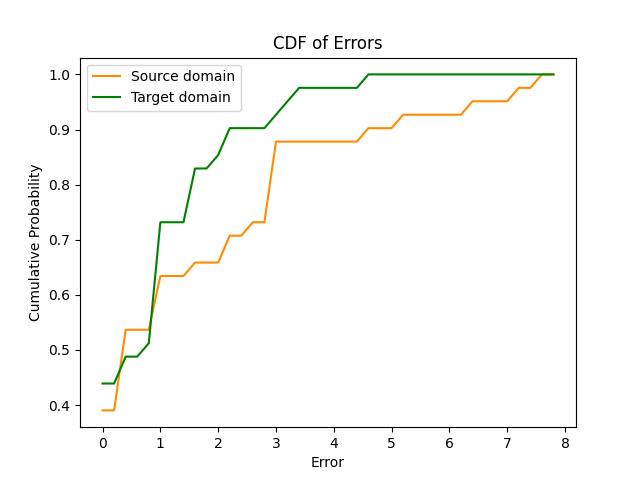 CDF of Errors
Source domain
Target domain
Cumulative Probability
1.0
0.9
0.8
0.7
0.6
0.5
0.4
0 1 2 3 4 5 6 7 8
Error